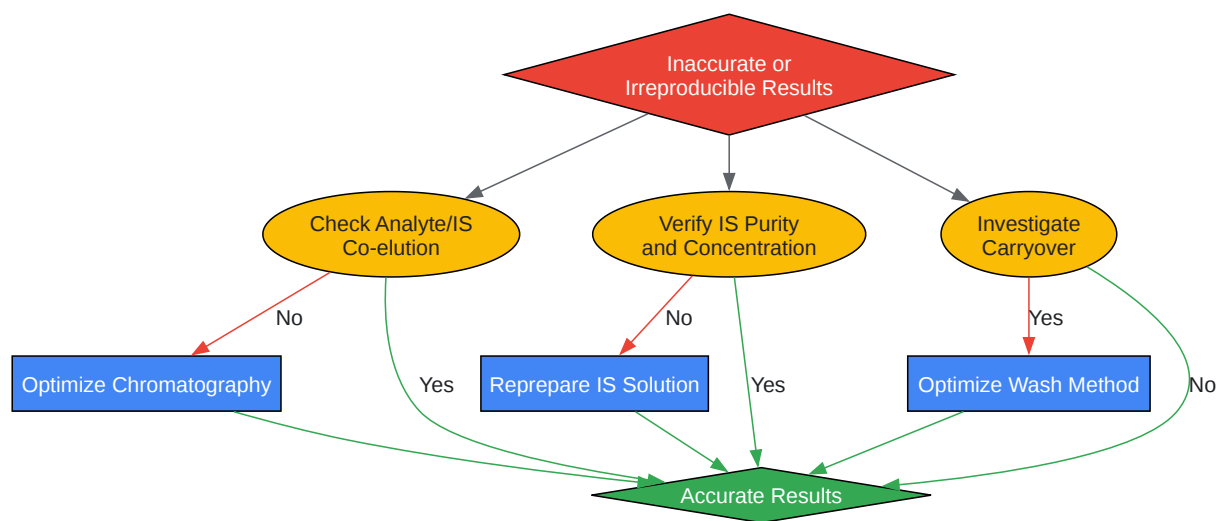 Inaccurate or
Irreproducible Results
Check Analyte/IS
Co-elution
Verify IS Purity
and Concentration
Investigate
Carryover
No
No
Yes
Optimize Chromatography
Yes
Reprepare IS Solution
Yes
Optimize Wash Method
No
Accurate Results